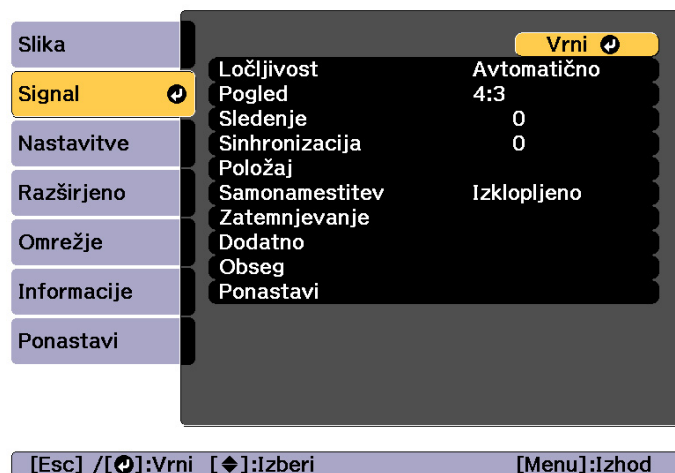 Slika
Signal
Nastavitve
Razširjeno
Omrežje
Informacije
Ponastavi
Vrni
Ločljivost Avtomatično
Pogled 4:3
Sledenje 0
Sinhronizacija 0
Položaj
Samonamestitev Izklopljeno
Zatemnjevanje
Dodatno
Obseg
Ponastavi
[Esc] /[⏎]:Vrni [◆]:Izberi [Menu]:Izhod